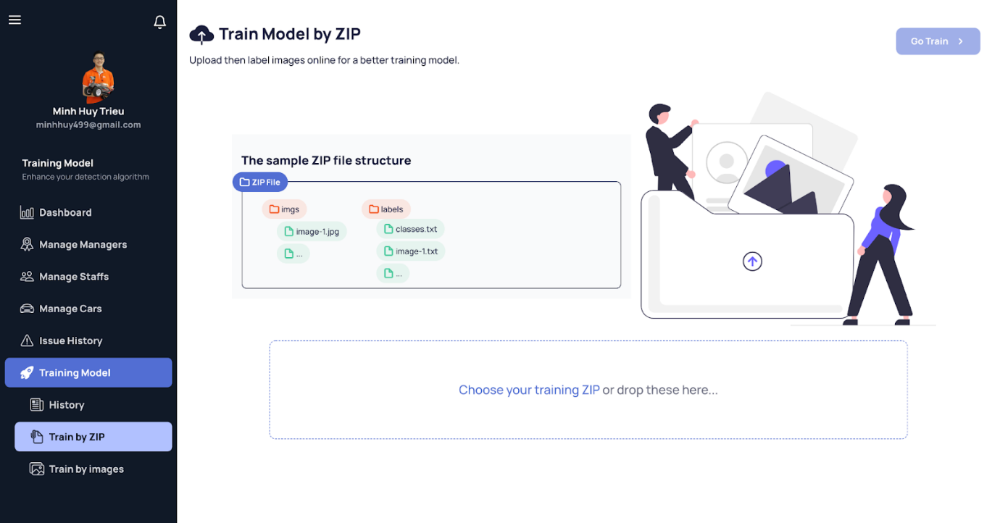 Minh Huy Trieu
minhhuy499@gmail.com
Training Model
Enhance your detection algorithm
Dashboard
Manage Managers
Manage Staffs
Manage Cars
Issue History
Training Model
History
Train by ZIP
Train by images
Train Model by ZIP
Go Train
Upload then label images online for a better training model.
The sample ZIP file structure
ZIP File
imgs
image-1.jpg
...
labels
classes.txt
image-1.txt
...
Choose your training ZIP or drop these here...